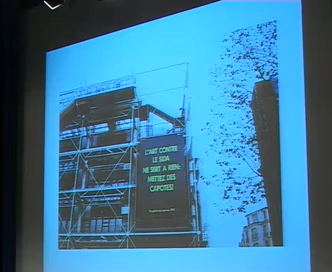 L'ART CONTRE
LE SIDA
NE SERT A RIEN:
METTEZ DES
CAPOTES!